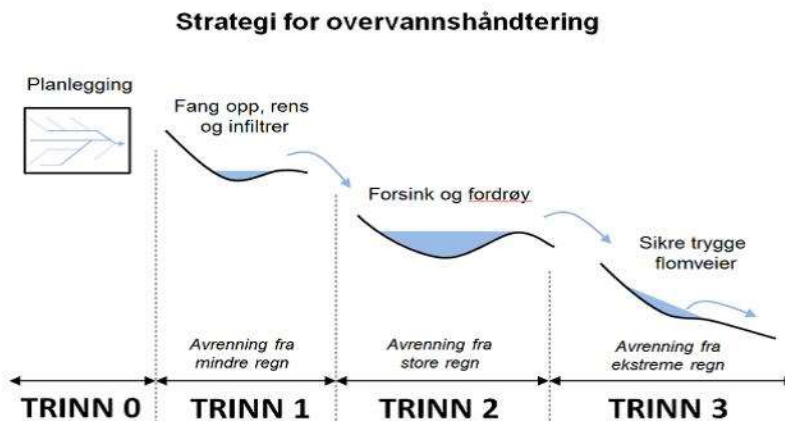 Strategi for overvannshåndtering
Planlegging
Fang opp, rens
og infiltrer
Forsink og fordrøy
Sikre trygge
flomveier
Avrenning fra
mindre regn
Avrenning fra
store regn
Avrenning fra
ekstreme regn
TRINN 0
TRINN 1
TRINN 2
TRINN 3